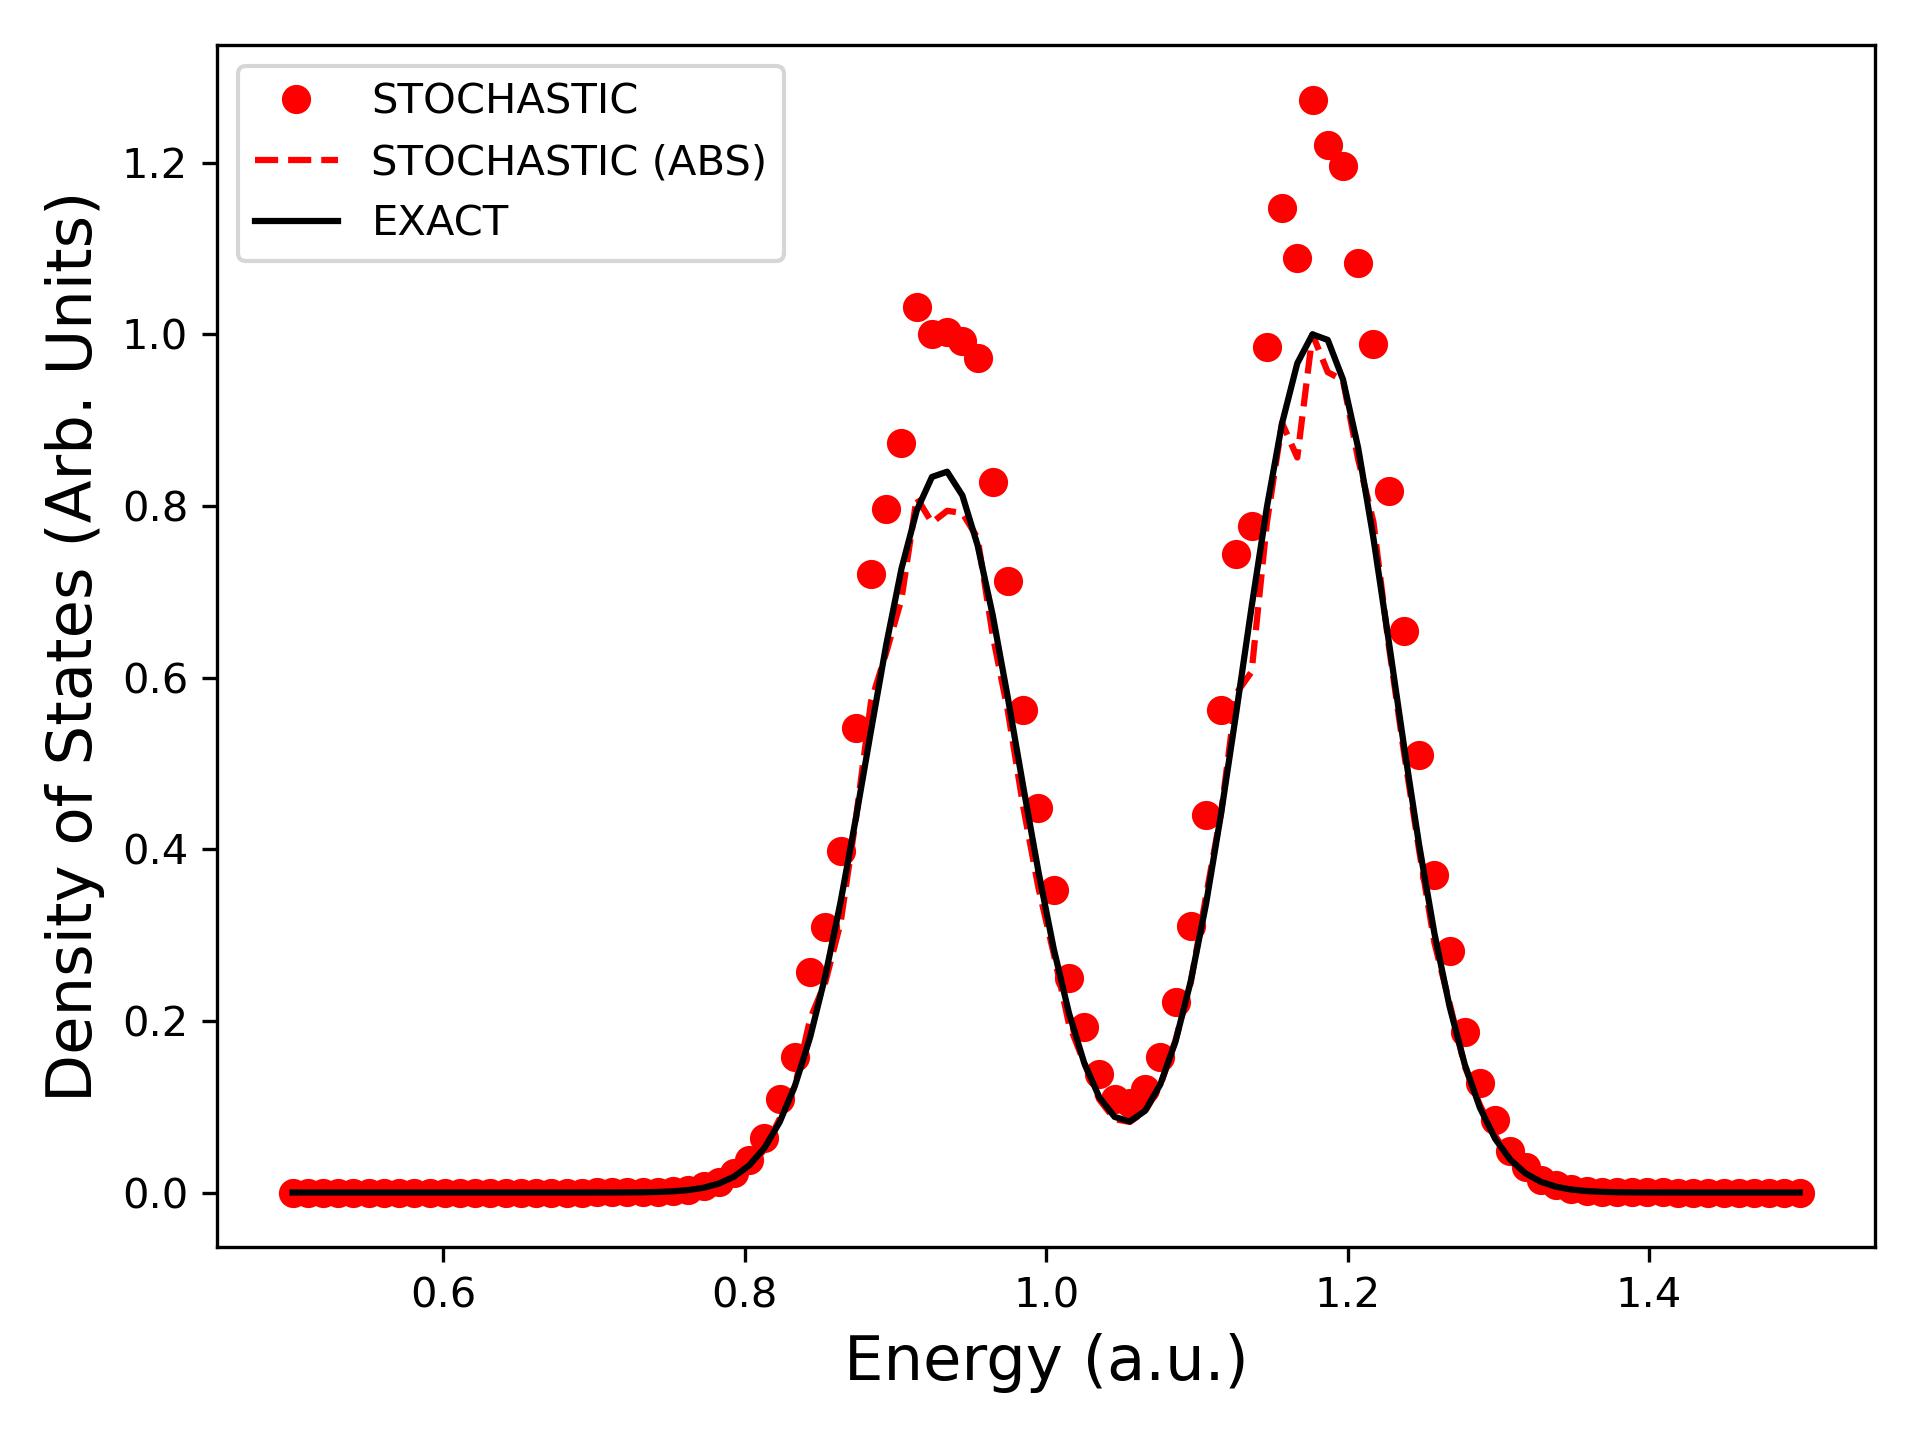 STOCHASTIC
STOCHASTIC (ABS)
EXACT
Density of States (Arb. Units)
1.2
1.0
0.8
0.6
0.4
0.2
0.0
0.6 0.8 1.0 1.2 1.4
Energy (a.u.)